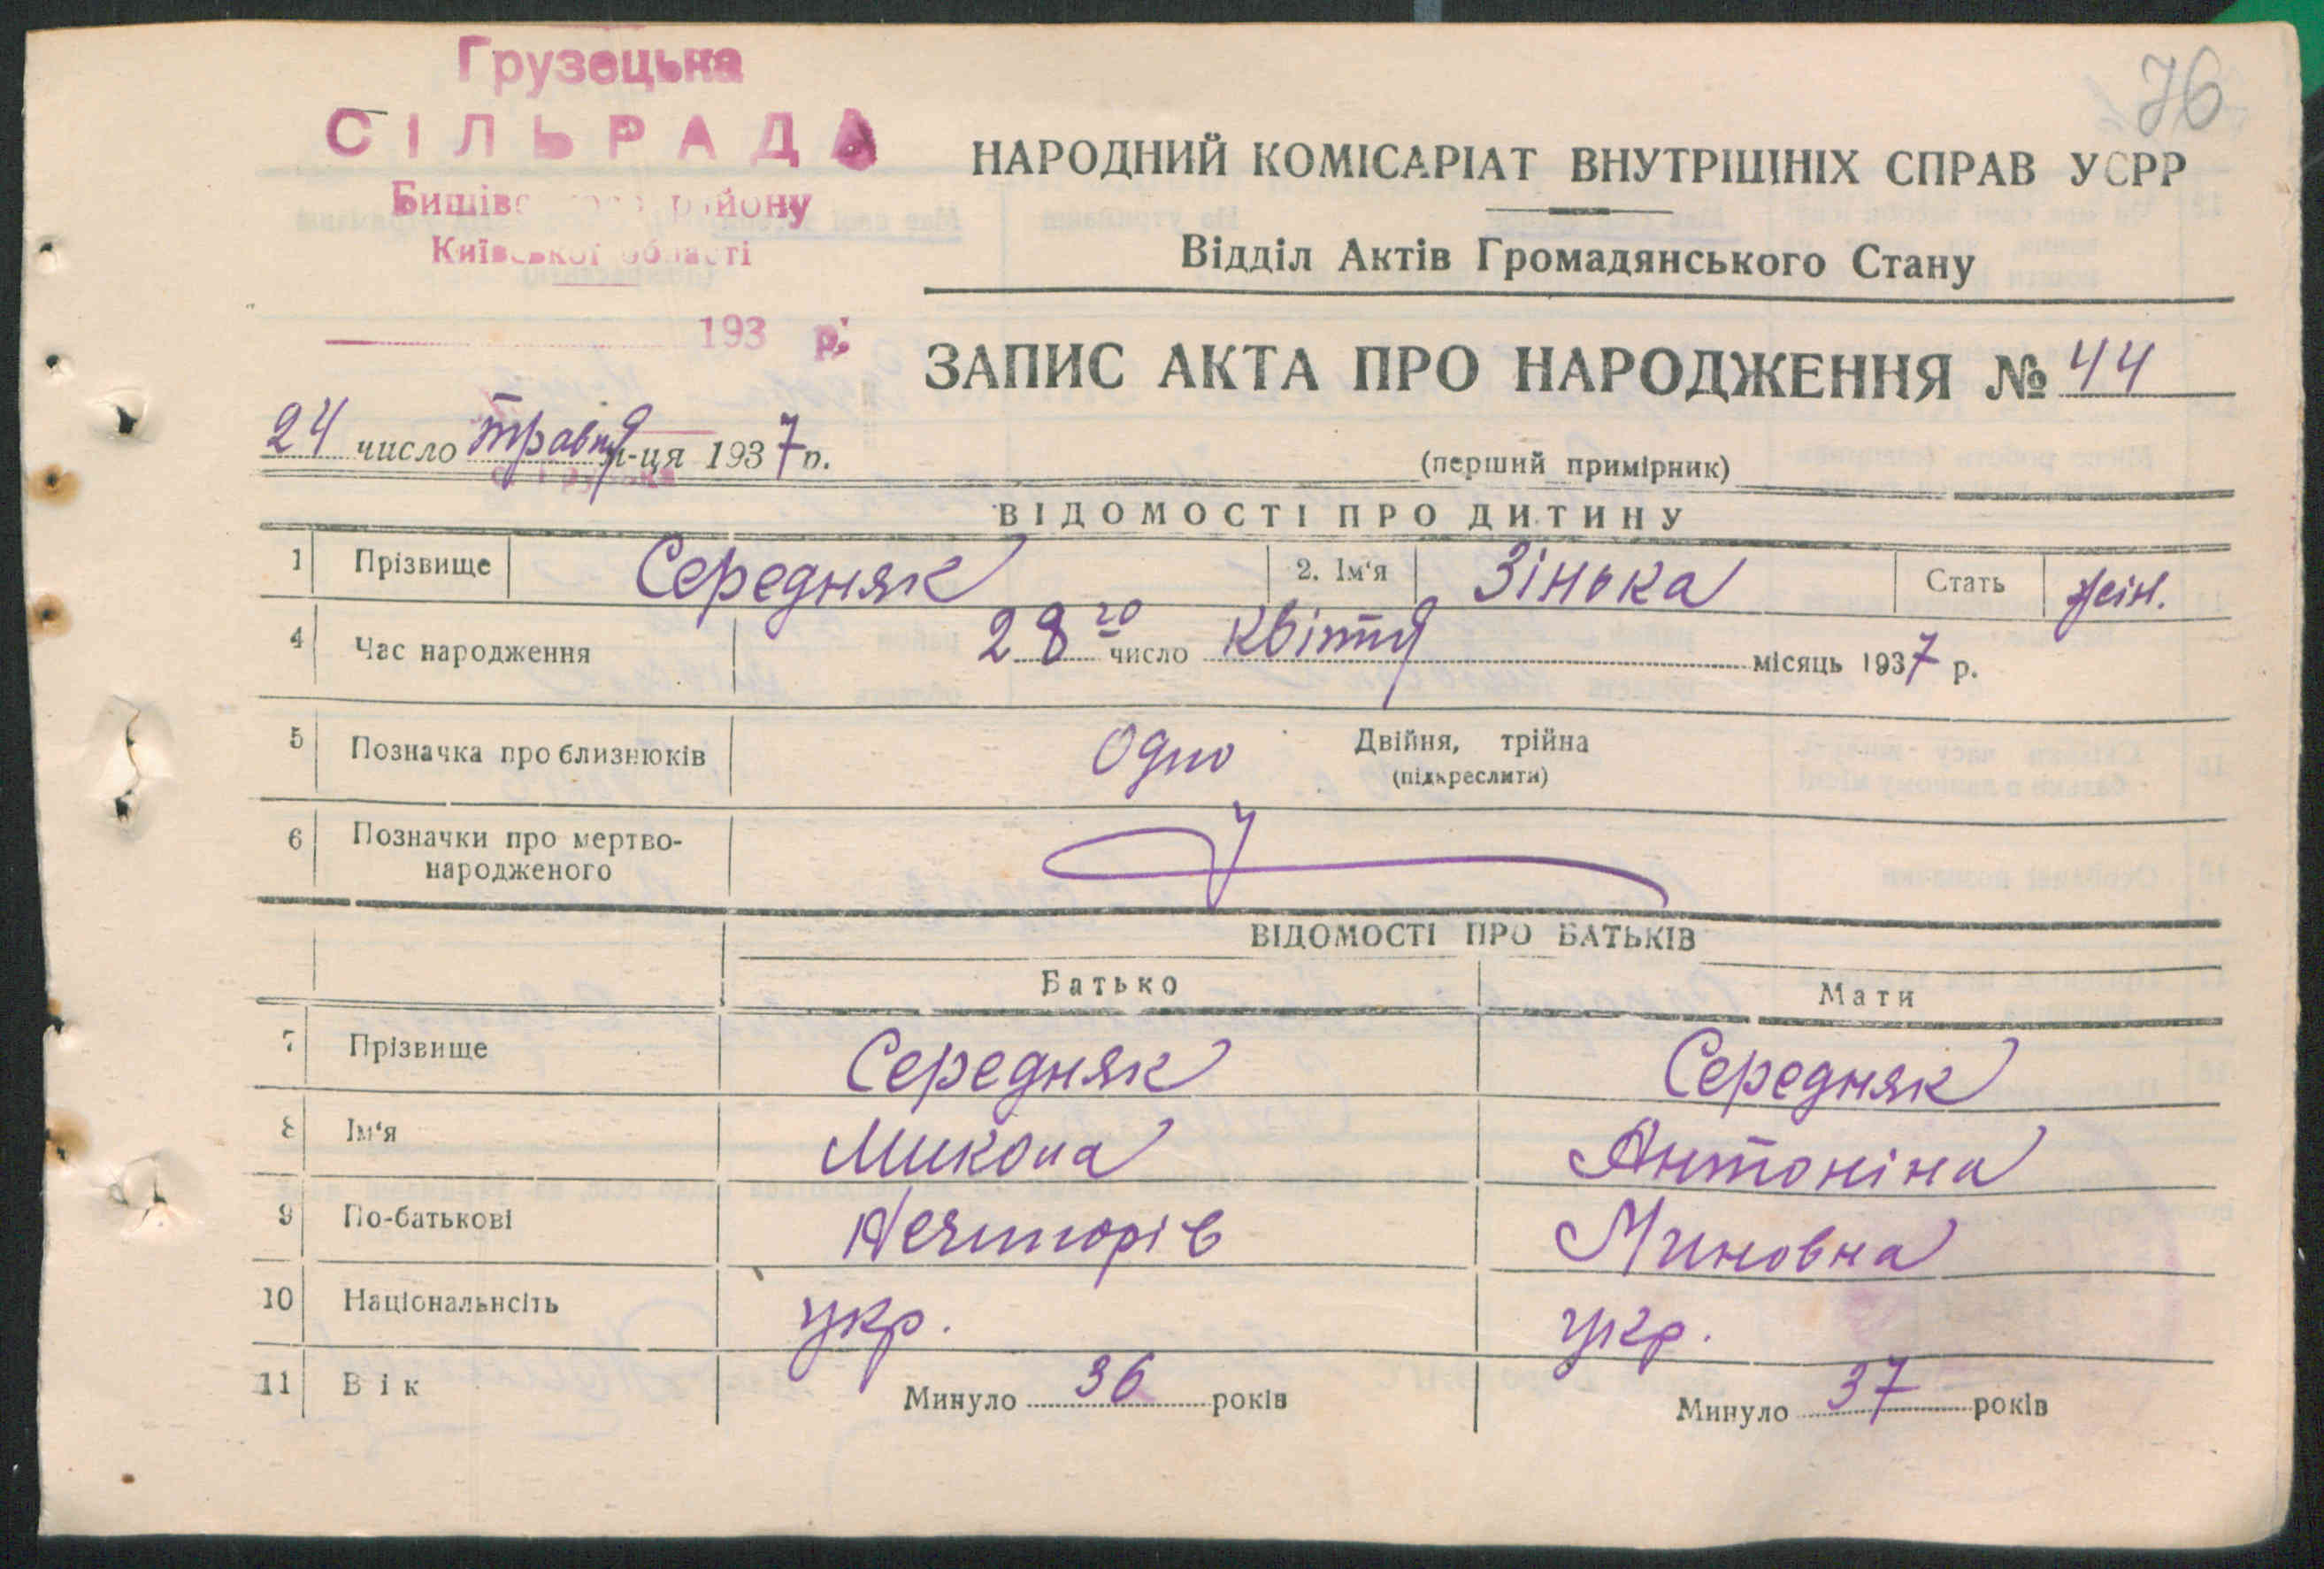 76
Грузецька
СІЛЬРАДА
Бишівс ого району
Київської області
193 р.
НАРОДНИЙ КОМІСАРІАТ ВНУТРІШНІХ СПРАВ УСРР
Відділ Актів Громадянського Стану
ЗАПИС АКТА ПРО НАРОДЖЕННЯ № 44
24 число травня м-ця 1937 р.
(перший примірник)
ВІДОМОСТІ ПРО ДИТИНУ
1 Прізвище Середняк 2. Ім'я Зінька Стать жін.
4 Час народження 28 го число квітня місяць 1937 р.
5 Позначка про близнюків Одно Двійня, трійна
(підкреслити)
6 Позначки про мертво-
народженого
ВІДОМОСТІ ПРО БАТЬКІВ
Батько Мати
7 Прізвище Середняк Середняк
8 Ім'я Микола Антоніна
9 По-батькові Нечипорів Миновна
10 Національнсіть укр. укр.
11 Вік Минуло 36 років Минуло 37 років